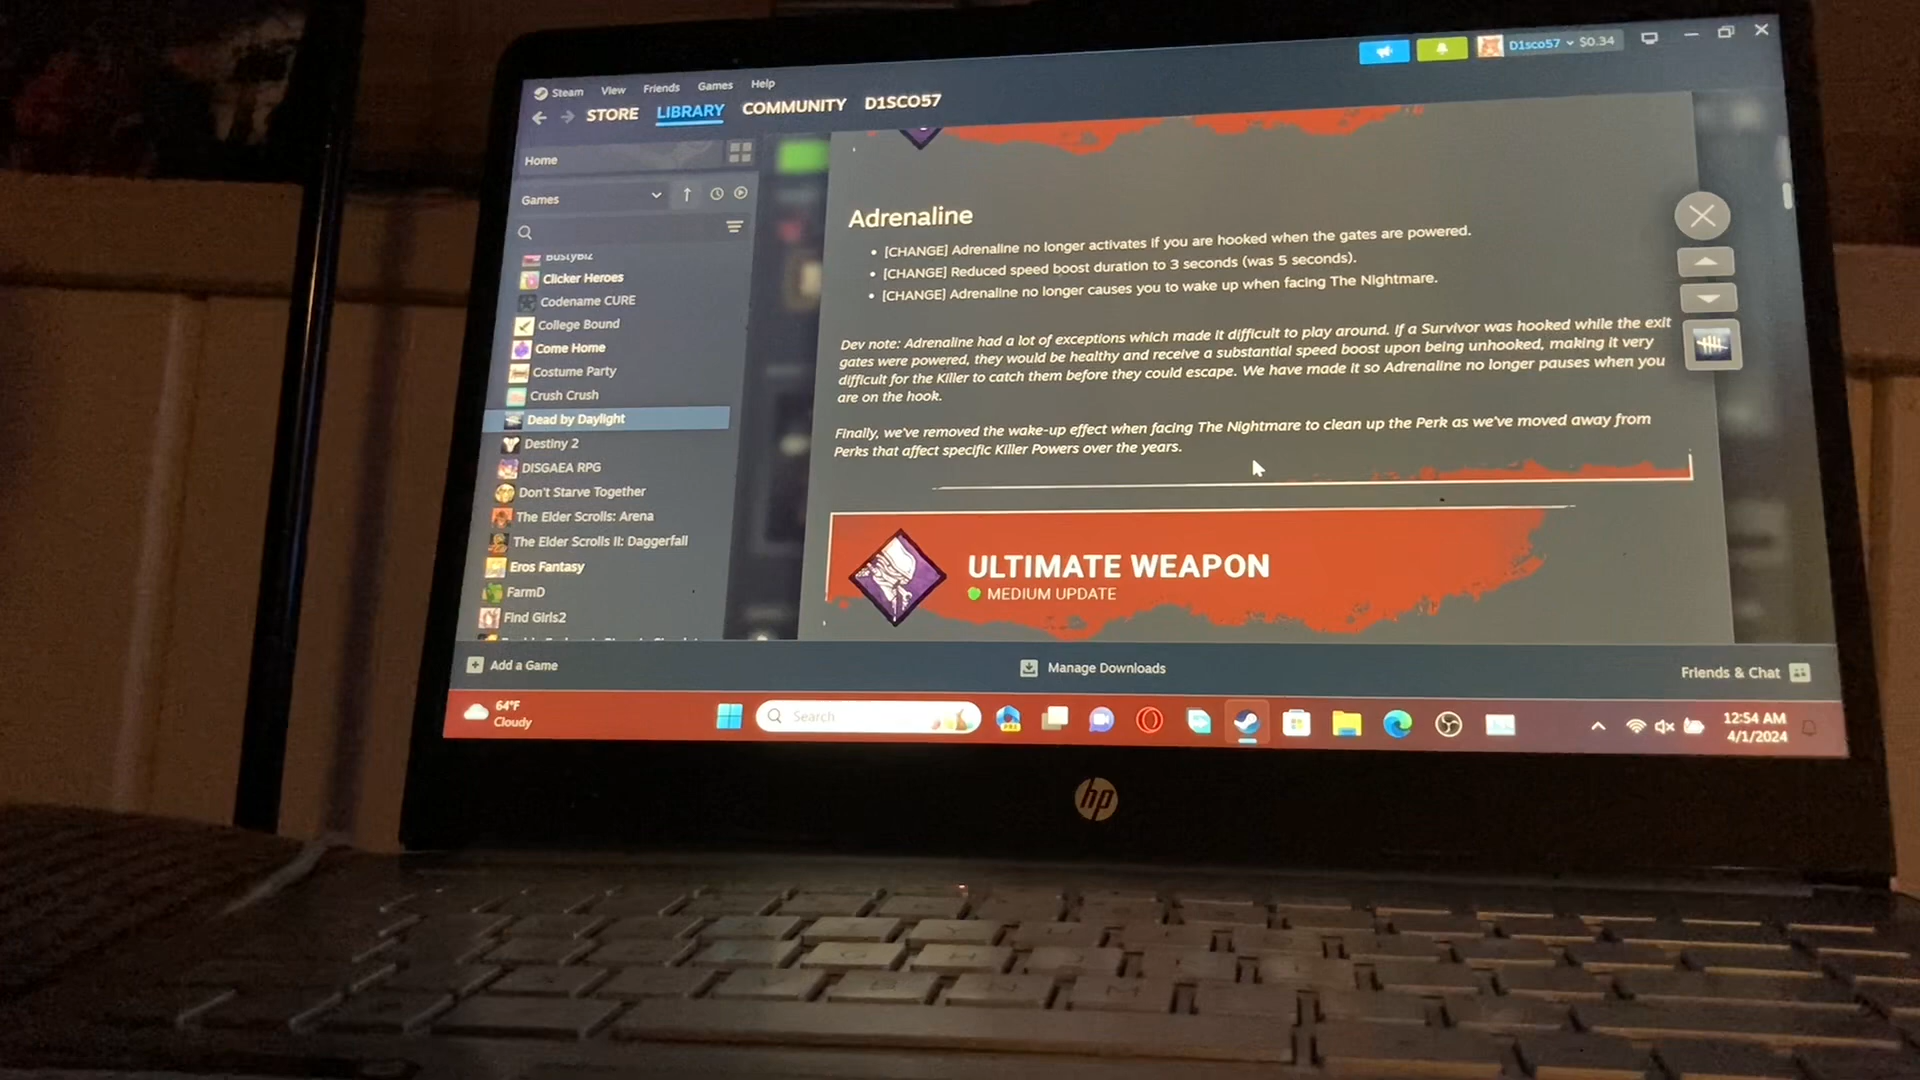 D1sco57 $0.34
Steam View Friends Games Help
STORE LIBRARY COMMUNITY D1SCO57
Home
Games
BustyBiz
Clicker Heroes
Codename CURE
College Bound
Come Home
Costume Party
Crush Crush
Dead by Daylight
Destiny 2
DISGAEA RPG
Don't Starve Together
The Elder Scrolls: Arena
The Elder Scrolls II: Daggerfall
Eros Fantasy
FarmD
Find Girls2
Adrenaline
• [CHANGE] Adrenaline no longer activates if you are hooked when the gates are powered.
• [CHANGE] Reduced speed boost duration to 3 seconds (was 5 seconds).
• [CHANGE] Adrenaline no longer causes you to wake up when facing The Nightmare.
Dev note: Adrenaline had a lot of exceptions which made it difficult to play around. If a Survivor was hooked while the exit
gates were powered, they would be healthy and receive a substantial speed boost upon being unhooked, making it very
difficult for the Killer to catch them before they could escape. We have made it so Adrenaline no longer pauses when you
are on the hook.
Finally, we've removed the wake-up effect when facing The Nightmare to clean up the Perk as we've moved away from
Perks that affect specific Killer Powers over the years.
ULTIMATE WEAPON
MEDIUM UPDATE
Add a Game
Manage Downloads
Friends & Chat
64°F
Cloudy
Search
12:54 AM
4/1/2024
hp